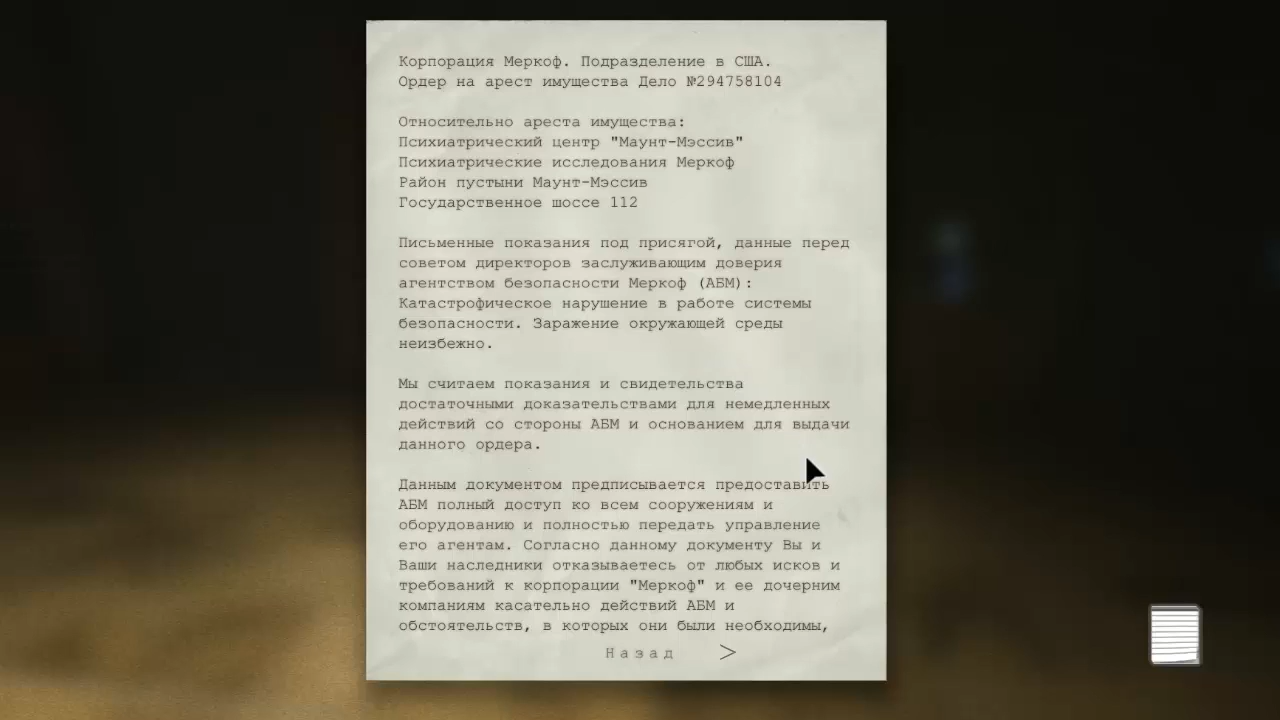 Корпорация Меркоф. Подразделение в США.
Ордер на арест имущества Дело №294758104
Относительно ареста имущества:
Психиатрический центр "Маунт-Мэссив"
Психиатрические исследования Меркоф
Район пустыни Маунт-Мэссив
Государственное шоссе 112
Письменные показания под присягой, данные перед
советом директоров заслуживающим доверия
агентством безопасности Меркоф (АБМ):
Катастрофическое нарушение в работе системы
безопасности. Заражение окружающей среды
неизбежно.
Мы считаем показания и свидетельства
достаточными доказательствами для немедленных
действий со стороны АБМ и основанием для выдачи
данного ордера.
Данным документом предписывается предоставить
АБМ полный доступ ко всем сооружениям и
оборудованию и полностью передать управление
его агентам. Согласно данному документу Вы и
Ваши наследники отказываетесь от любых исков и
требований к корпорации "Меркоф" и ее дочерним
компаниям касательно действий АБМ и
обстоятельств, в которых они были необходимы,
Назад >